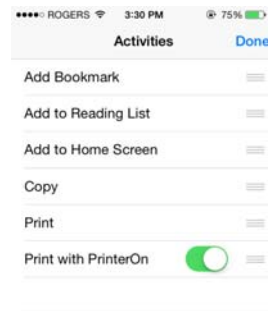 ROGERS 3:30 PM 75%
Activities Done
Add Bookmark
Add to Reading List
Add to Home Screen
Copy
Print
Print with PrinterOn